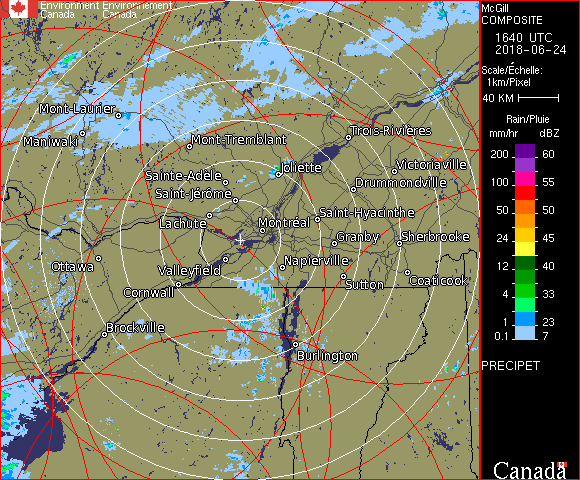 Environment Environnement
Canada Canada
McGill
COMPOSITE
1640 UTC
2018-06-24
Scale/Échelle:
1km/Pixel
40 KM
Rain/Pluie
mm/hr dBZ
200 60
100 55
50 50
24 45
12 40
4 33
1 23
0.1 7
PRECIPET
Canada
Mont-Laurier
Maniwaki
Mont-Tremblant
Trois-Rivières
Sainte-Adèle
Joliette
Victoriaville
Saint-Jérôme
Drummondville
Lachute
Montréal
Saint-Hyacinthe
Granby
Sherbrooke
Ottawa
Valleyfield
Napierville
Cornwall
Sutton
Coaticook
Brockville
Burlington